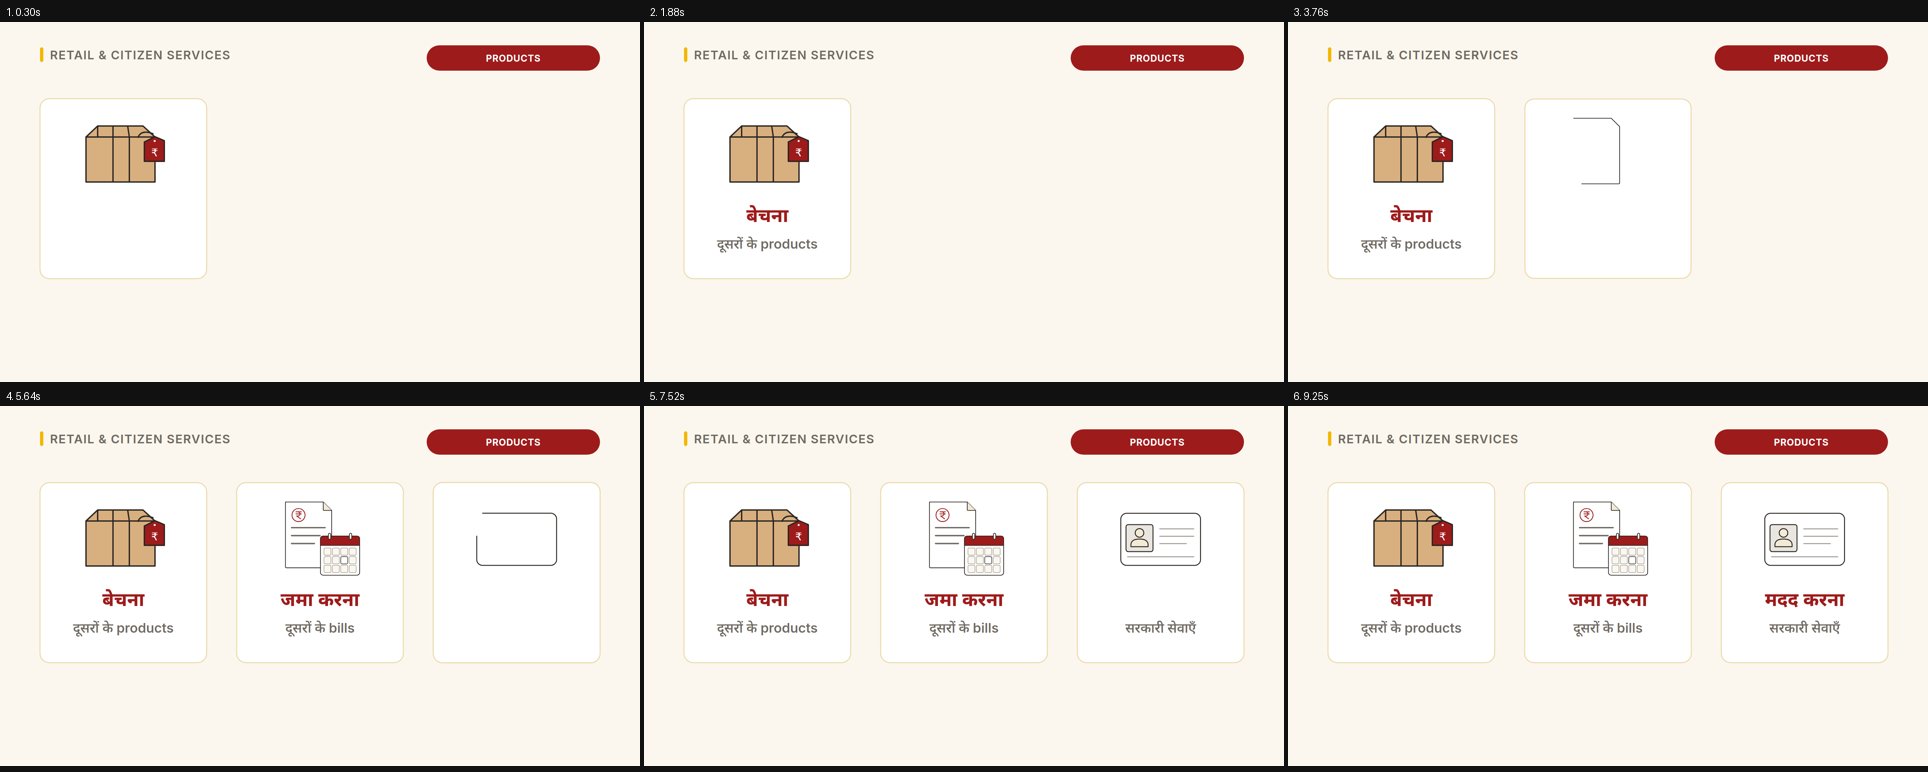 1. 0.30s
RETAIL & CITIZEN SERVICES
PRODUCTS
₹
2. 1.88s
RETAIL & CITIZEN SERVICES
PRODUCTS
₹
बेचना
दूसरों के products
3. 3.76s
RETAIL & CITIZEN SERVICES
PRODUCTS
₹
बेचना
दूसरों के products
4. 5.64s
RETAIL & CITIZEN SERVICES
PRODUCTS
₹
बेचना
दूसरों के products
₹
जमा करना
दूसरों के bills
5. 7.52s
RETAIL & CITIZEN SERVICES
PRODUCTS
₹
बेचना
दूसरों के products
₹
जमा करना
दूसरों के bills
सरकारी सेवाएँ
6. 9.25s
RETAIL & CITIZEN SERVICES
PRODUCTS
₹
बेचना
दूसरों के products
₹
जमा करना
दूसरों के bills
मदद करना
सरकारी सेवाएँ